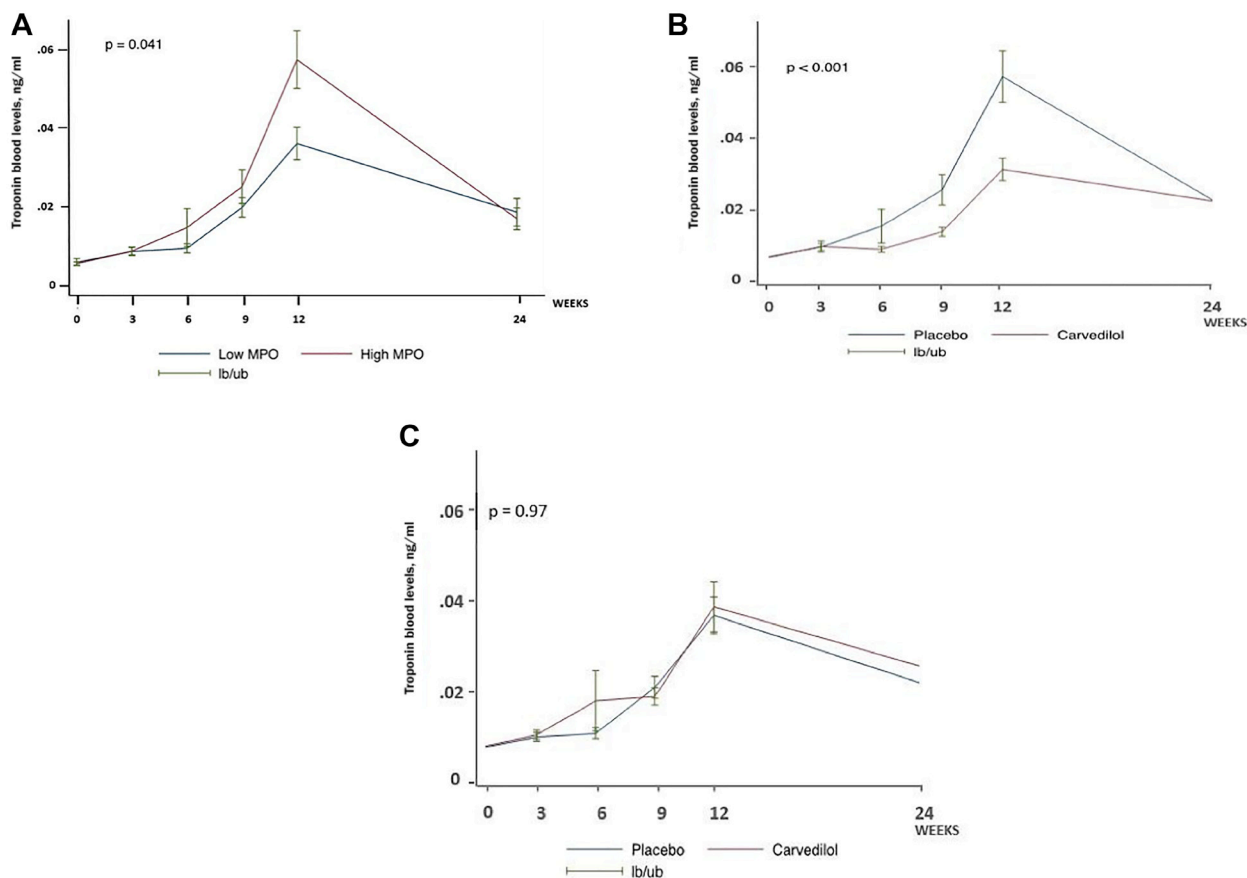 A
Troponin blood levels, ng/ml
p = 0.041
.06
.04
.02
0
0 3 6 9 12 24
WEEKS
Low MPO High MPO
lb/ub
B
Troponin blood levels, ng/ml
p < 0.001
.06
.04
.02
0
0 3 6 9 12 24
WEEKS
Placebo Carvedilol
lb/ub
C
Troponin blood levels, ng/ml
p = 0.97
.06
.04
.02
0
0 3 6 9 12 24
WEEKS
Placebo Carvedilol
lb/ub